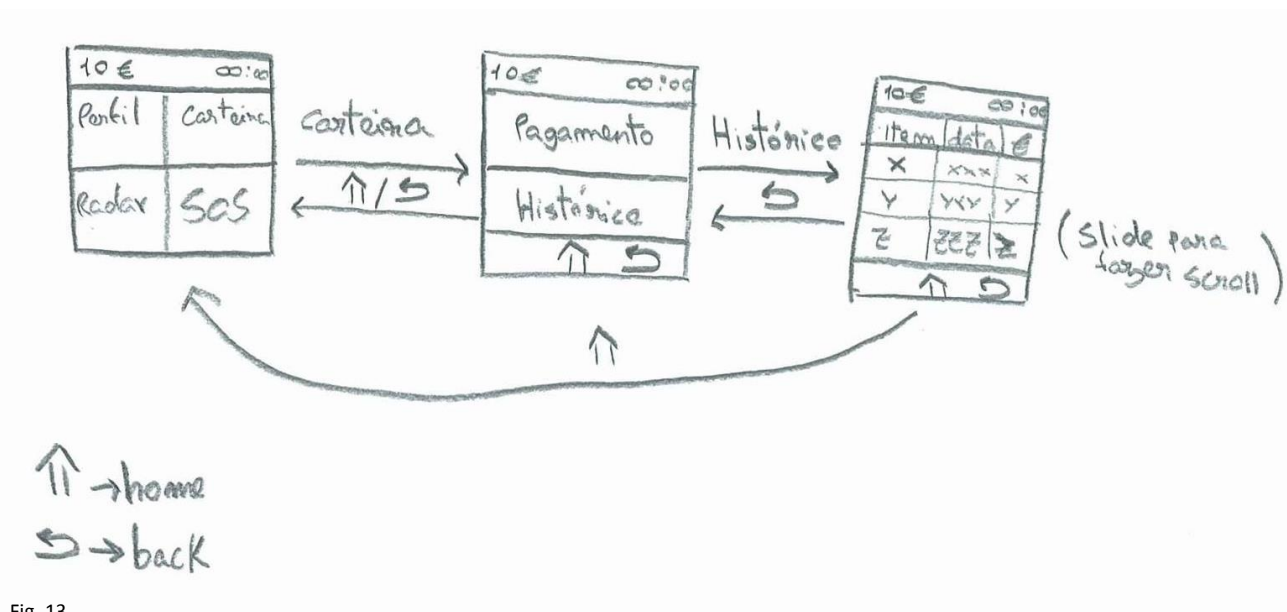 10 € 00:00
Perfil Carteira
Radar SOS
Carteira
/
10€ 00:00
Pagamento
Histórico
Histórico
10€ 00:00
item data €
X xxx x
Y YYY Y
Z ZZZ Z
(Slide para
fazer scroll)
⇑ → home
⮌ → back
Fig. 13